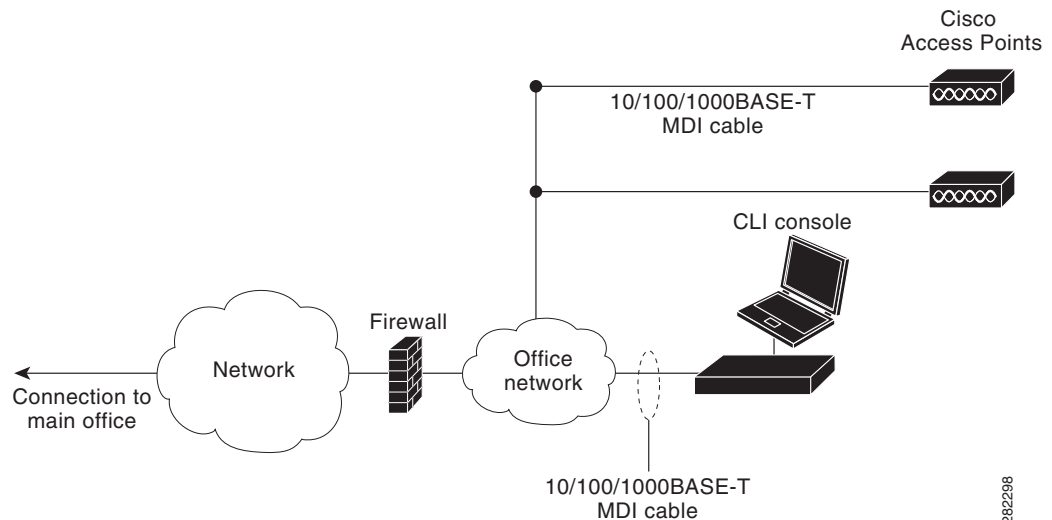 Cisco
Access Points
10/100/1000BASE-T
MDI cable
CLI console
Firewall
Network
Office
network
Connection to
main office
10/100/1000BASE-T
MDI cable
282298